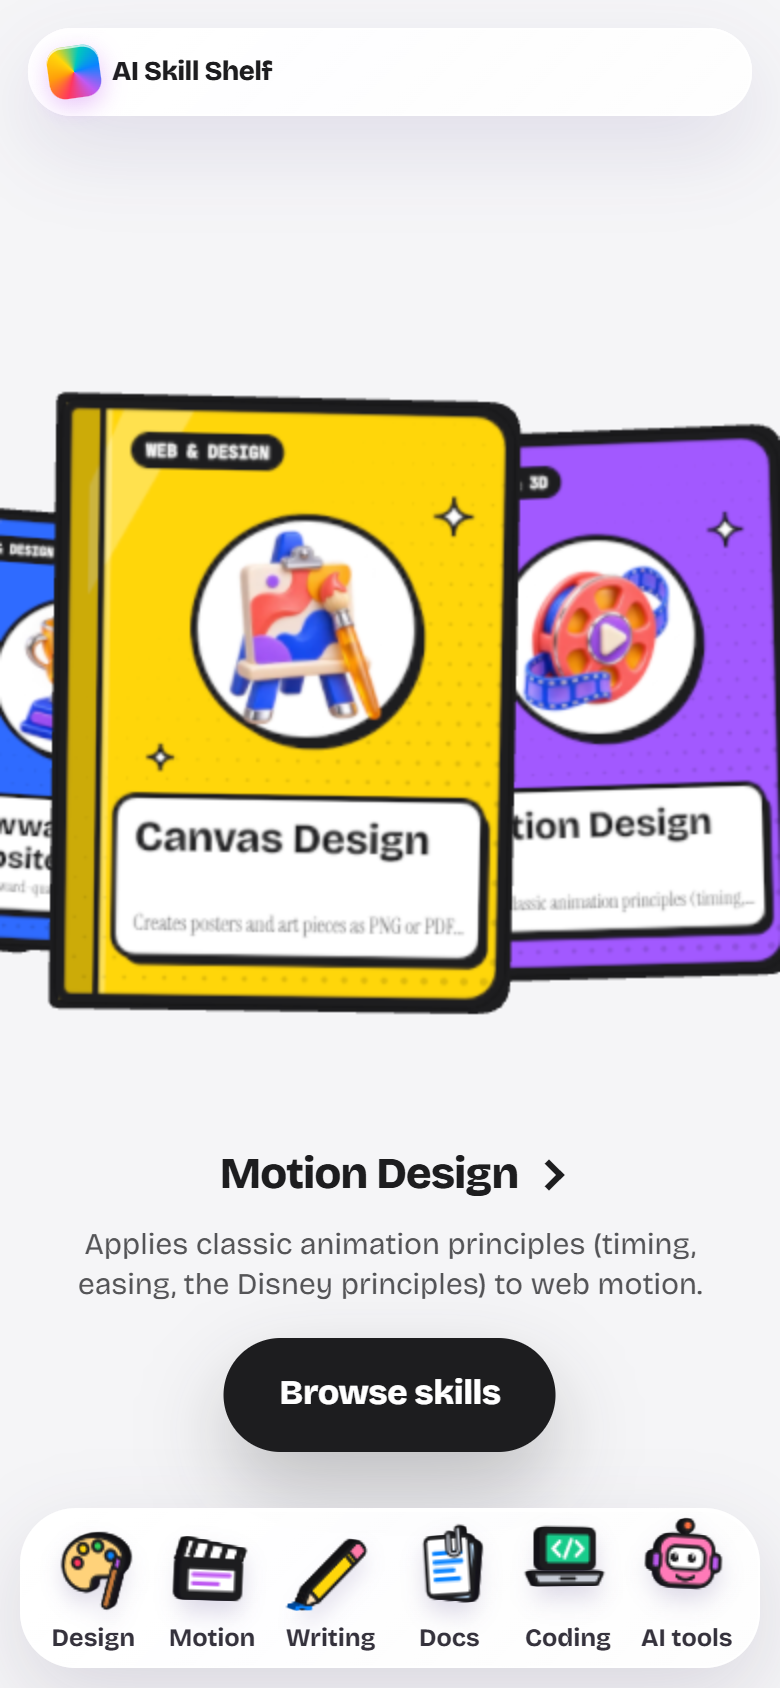 AI Skill Shelf
WEB & DESIGN
3D
& DESIGN
Canvas Design
Creates posters and art pieces as PNG or PDF...
tion Design
classic animation principles (timing,...
Motion Design
Applies classic animation principles (timing,
easing, the Disney principles) to web motion.
Browse skills
Design Motion Writing Docs Coding AI tools